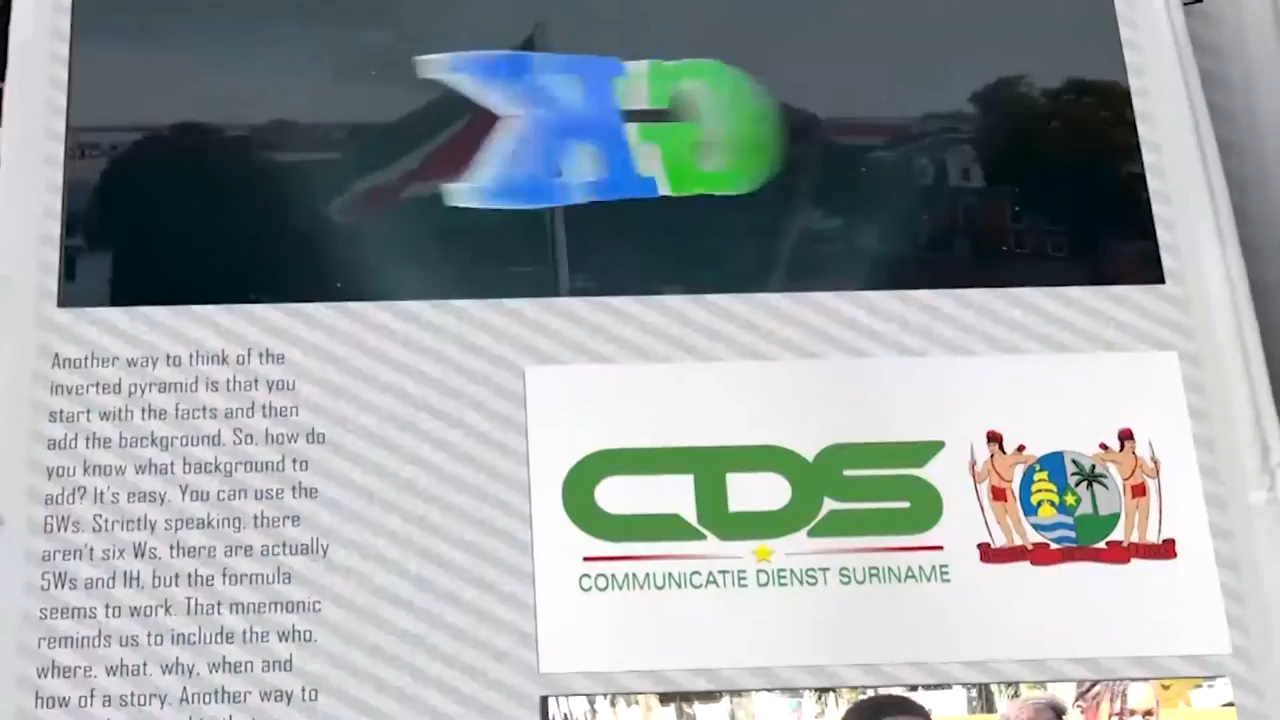 Another way to think of the
inverted pyramid is that you
start with the facts and then
add the background. So, how do
you know what background to
add? It's easy. You can use the
6Ws. Strictly speaking, there
aren't six Ws, there are actually
5Ws and 1H, but the formula
seems to work. That mnemonic
reminds us to include the who,
where, what, why, when and
how of a story. Another way to
CDS
COMMUNICATIE DIENST SURINAME